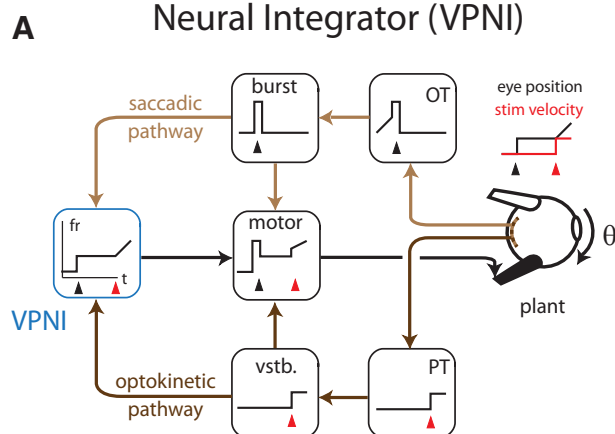 A
Neural Integrator (VPNI)
burst
OT
eye position
stim velocity
saccadic
pathway
fr
t
VPNI
motor
θ
plant
optokinetic
pathway
vstb.
PT